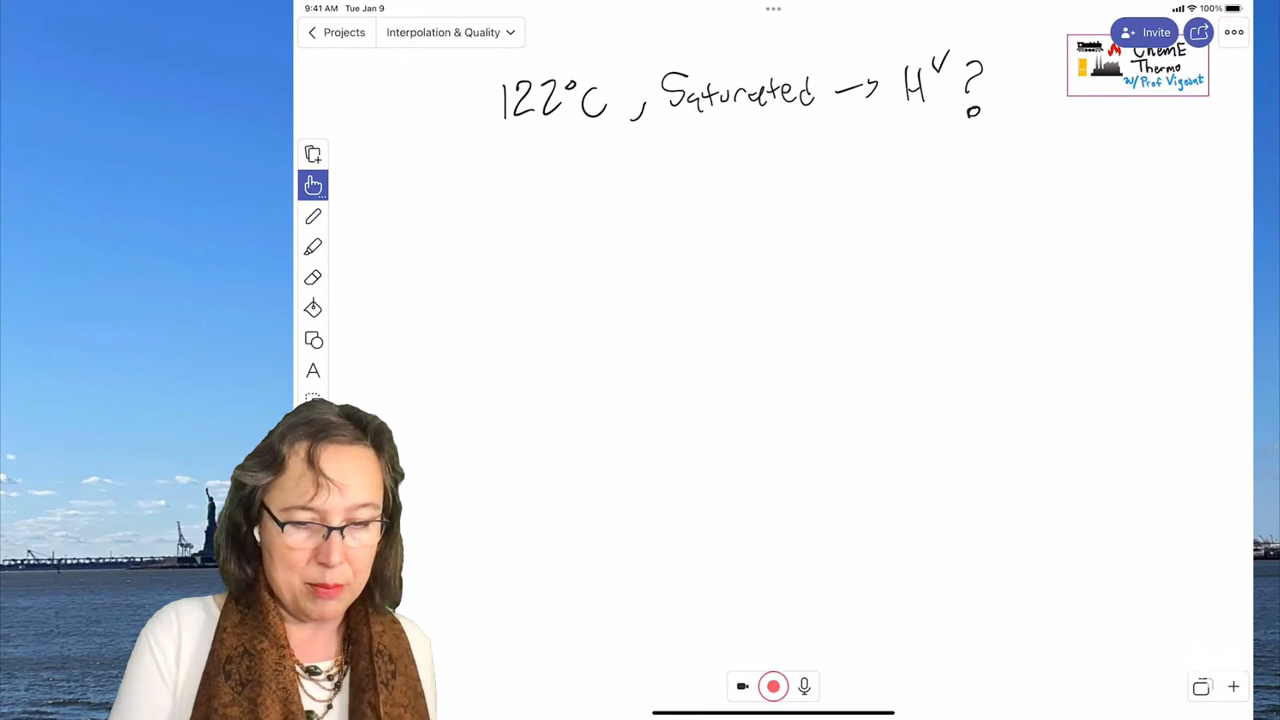 9:41 AM Tue Jan 9
100%
Projects
Interpolation & Quality
Invite
122°C, Saturated → H^V ?
ChemE
Thermo
w/ Prof Vigeant
A